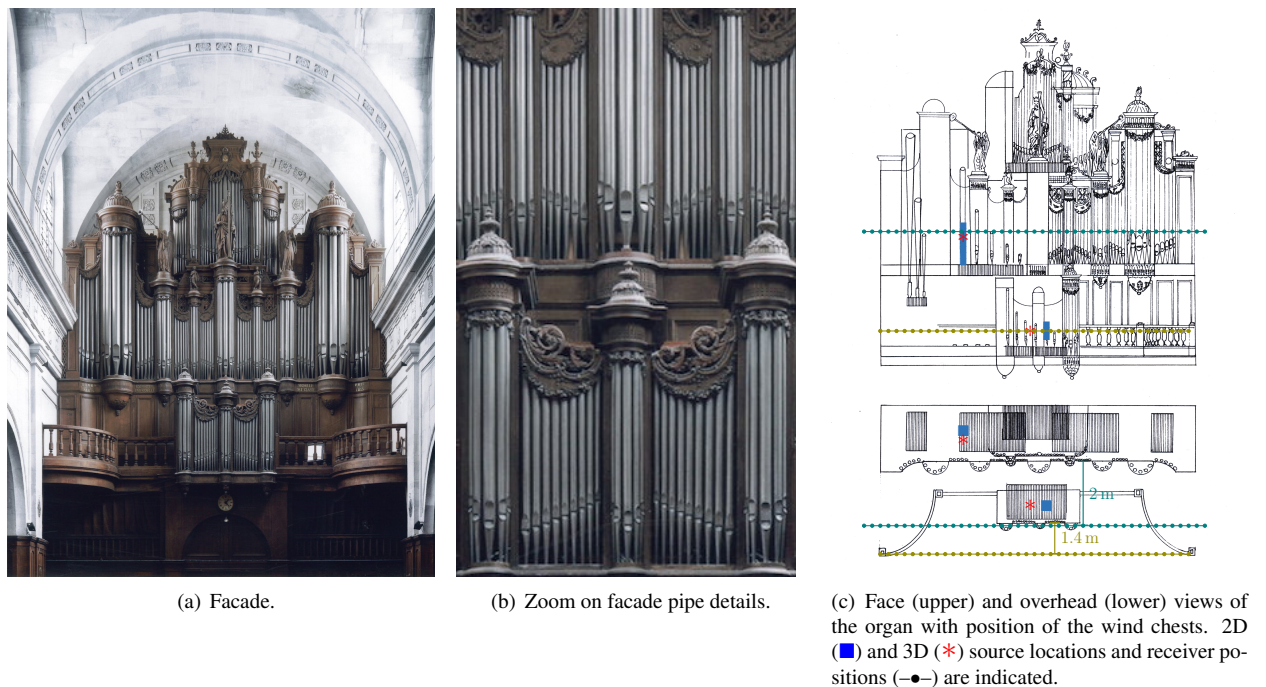 2 m
1.4 m
(a) Facade.
(b) Zoom on facade pipe details.
(c) Face (upper) and overhead (lower) views of
the organ with position of the wind chests. 2D
(■) and 3D (✳) source locations and receiver po-
sitions (–●–) are indicated.